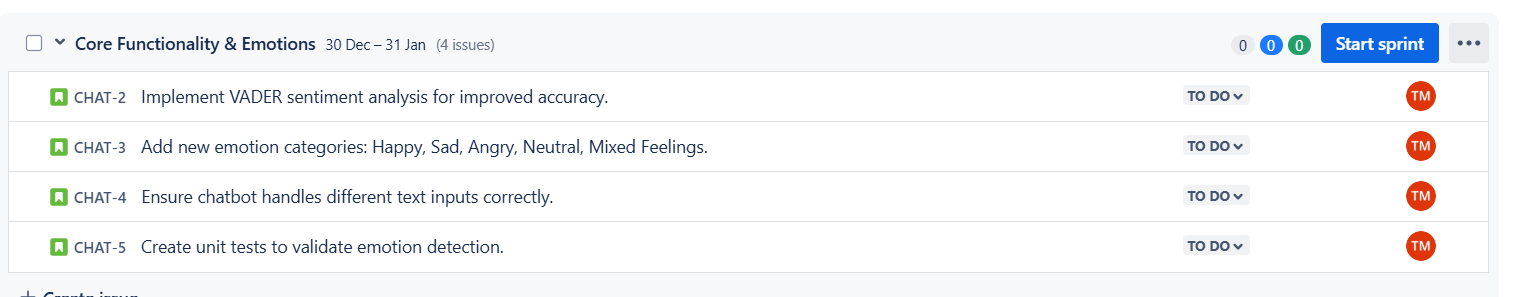 Core Functionality & Emotions 30 Dec – 31 Jan (4 issues) 0 0 0 Start sprint
CHAT-2 Implement VADER sentiment analysis for improved accuracy. TO DO TM
CHAT-3 Add new emotion categories: Happy, Sad, Angry, Neutral, Mixed Feelings. TO DO TM
CHAT-4 Ensure chatbot handles different text inputs correctly. TO DO TM
CHAT-5 Create unit tests to validate emotion detection. TO DO TM
+ Create issue